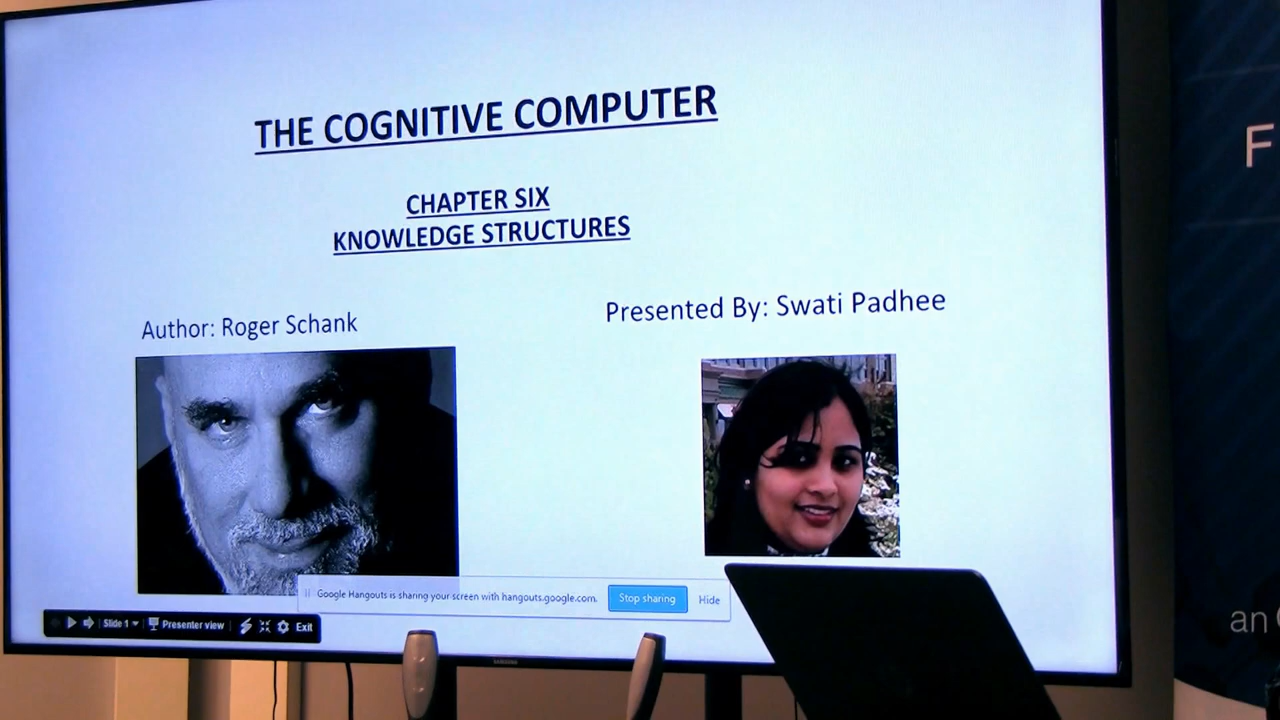 THE COGNITIVE COMPUTER
CHAPTER SIX
KNOWLEDGE STRUCTURES
Author: Roger Schank
Presented By: Swati Padhee
Google Hangouts is sharing your screen with hangouts.google.com.
Stop sharing
Hide
Slide 1
Presenter view
Exit
SAMSUNG
F
an